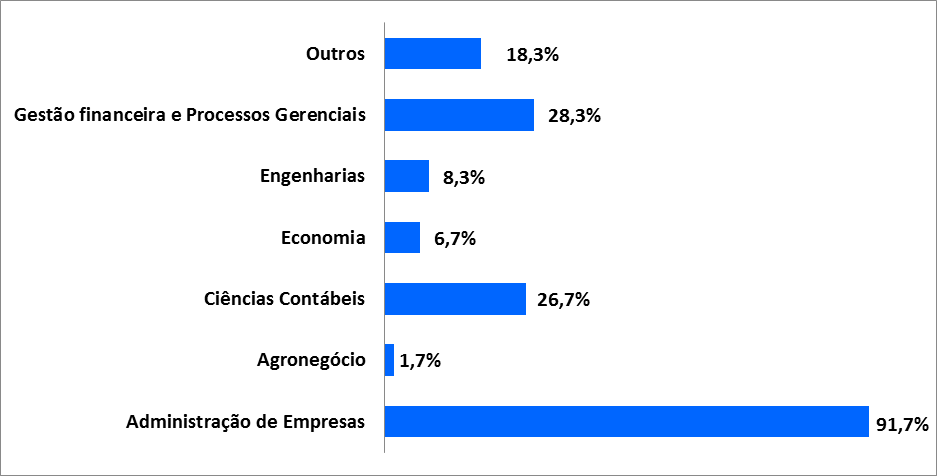 Outros 18,3%
Gestão financeira e Processos Gerenciais 28,3%
Engenharias 8,3%
Economia 6,7%
Ciências Contábeis 26,7%
Agronegócio 1,7%
Administração de Empresas 91,7%